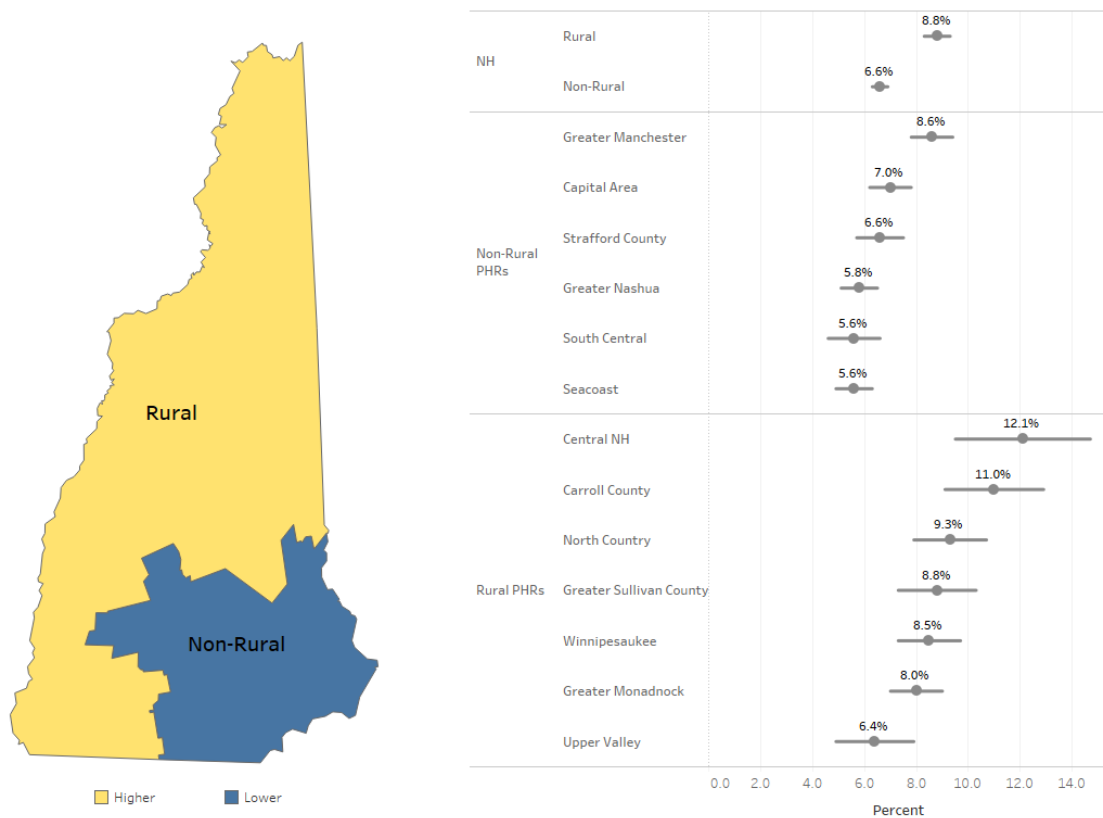 Rural
Non-Rural
Higher
Lower
NH
Rural
8.8%
Non-Rural
6.6%
Non-Rural
PHRs
Greater Manchester
8.6%
Capital Area
7.0%
Strafford County
6.6%
Greater Nashua
5.8%
South Central
5.6%
Seacoast
5.6%
Rural PHRs
Central NH
12.1%
Carroll County
11.0%
North Country
9.3%
Greater Sullivan County
8.8%
Winnipesaukee
8.5%
Greater Monadnock
8.0%
Upper Valley
6.4%
0.0 2.0 4.0 6.0 8.0 10.0 12.0 14.0
Percent